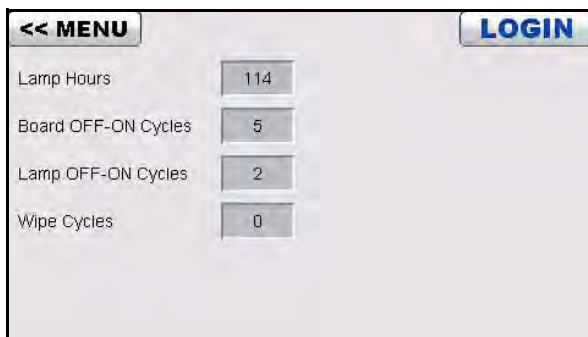 << MENU LOGIN
Lamp Hours 114
Board OFF-ON Cycles 5
Lamp OFF-ON Cycles 2
Wipe Cycles 0